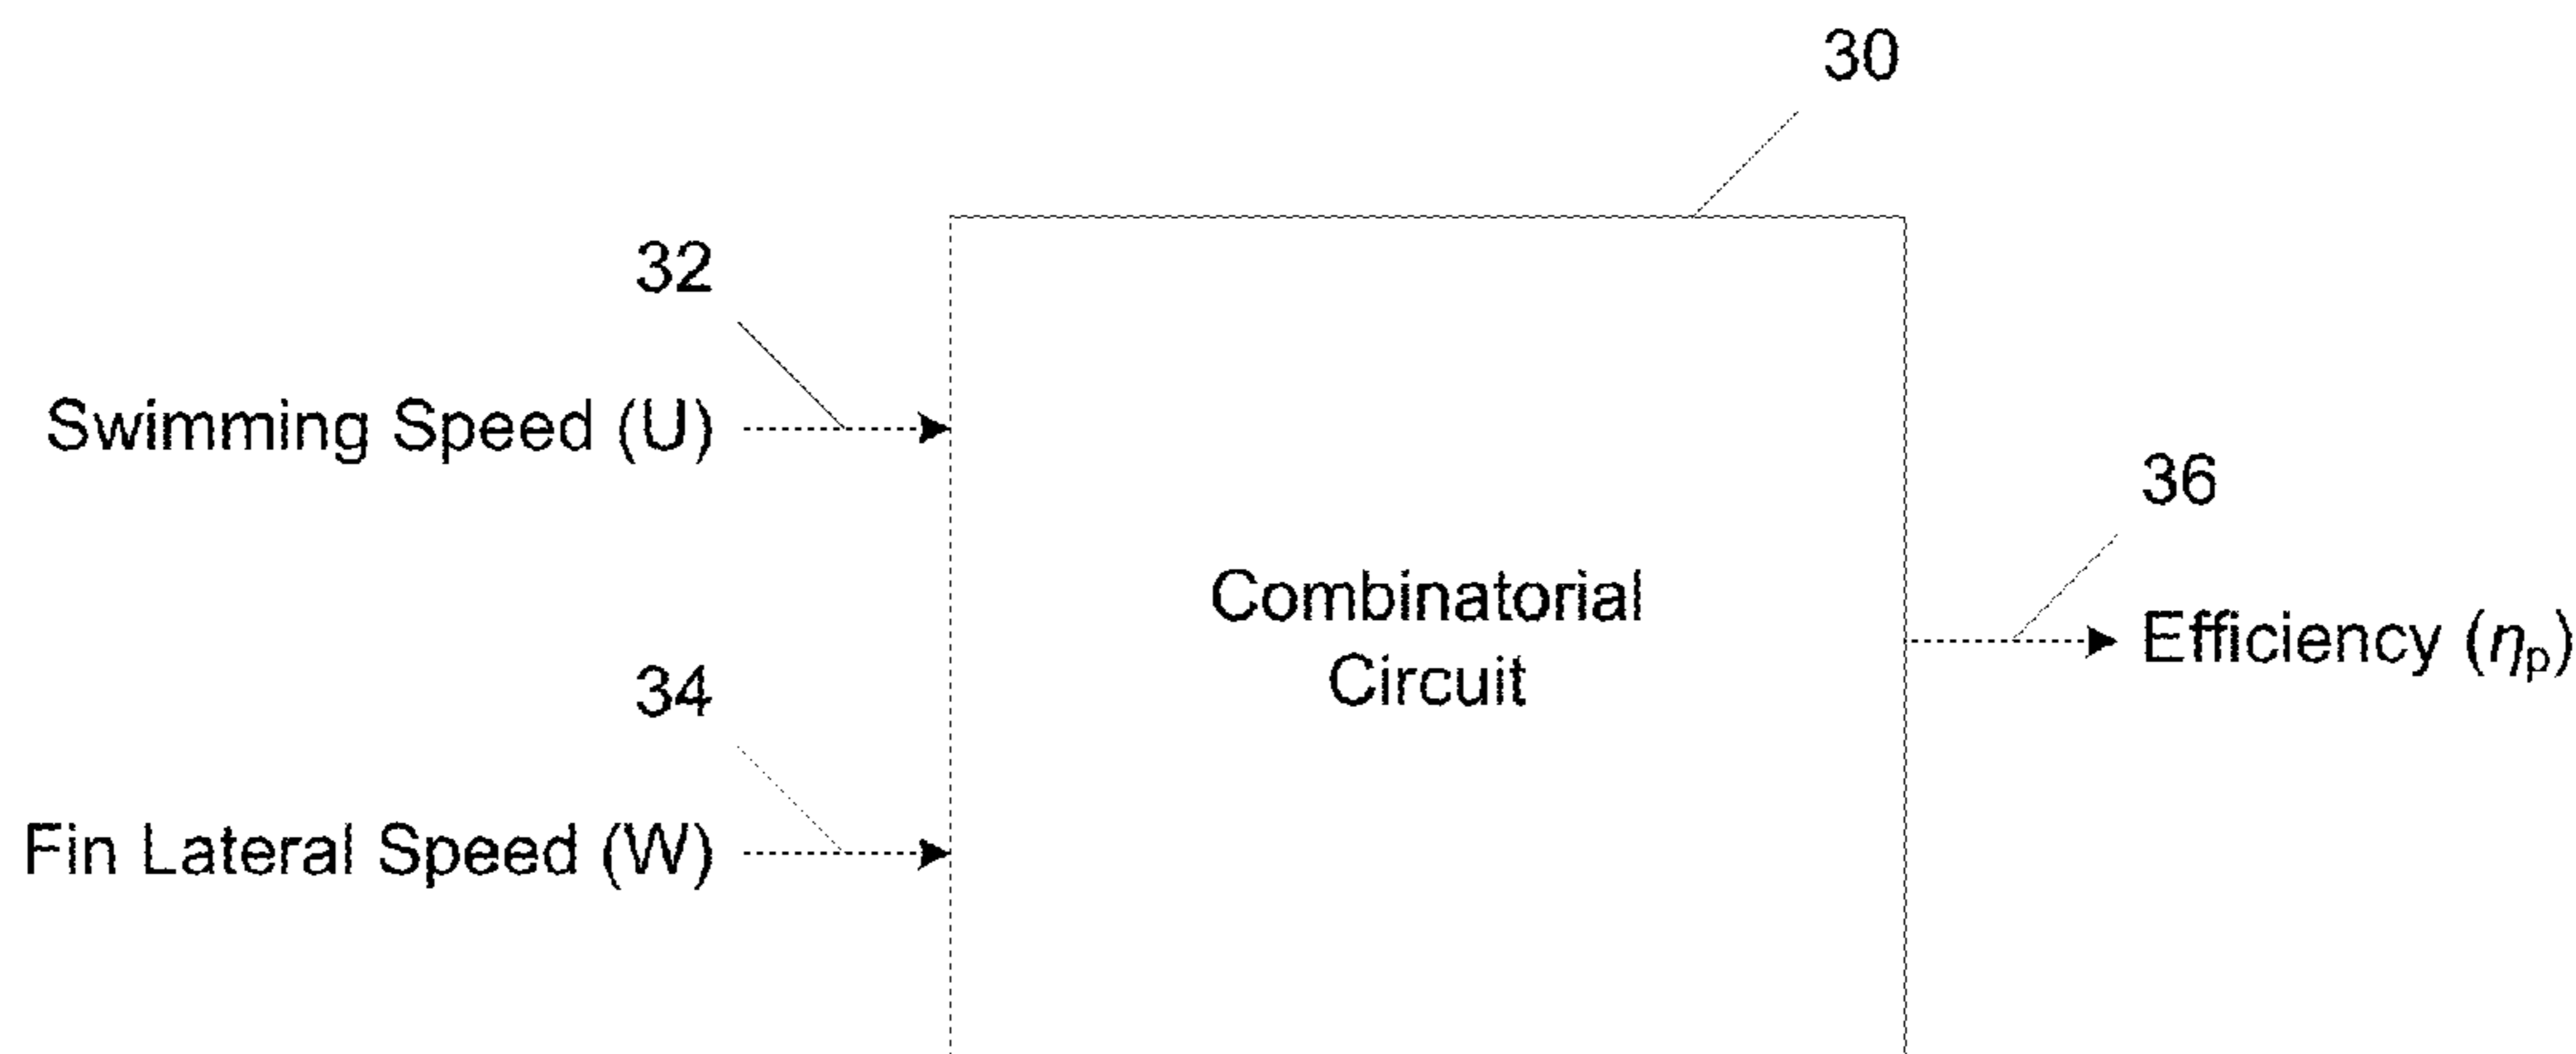 30
32
Swimming Speed (U)
36
Combinatorial
Circuit
Efficiency (ηp)
34
Fin Lateral Speed (W)